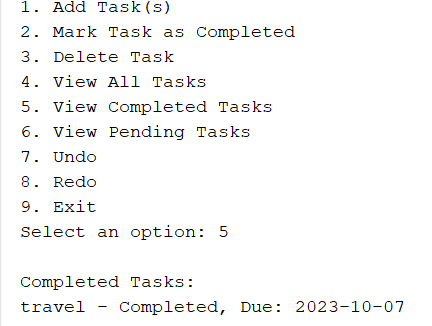 1. Add Task(s)
2. Mark Task as Completed
3. Delete Task
4. View All Tasks
5. View Completed Tasks
6. View Pending Tasks
7. Undo
8. Redo
9. Exit
Select an option: 5
Completed Tasks:
travel - Completed, Due: 2023-10-07